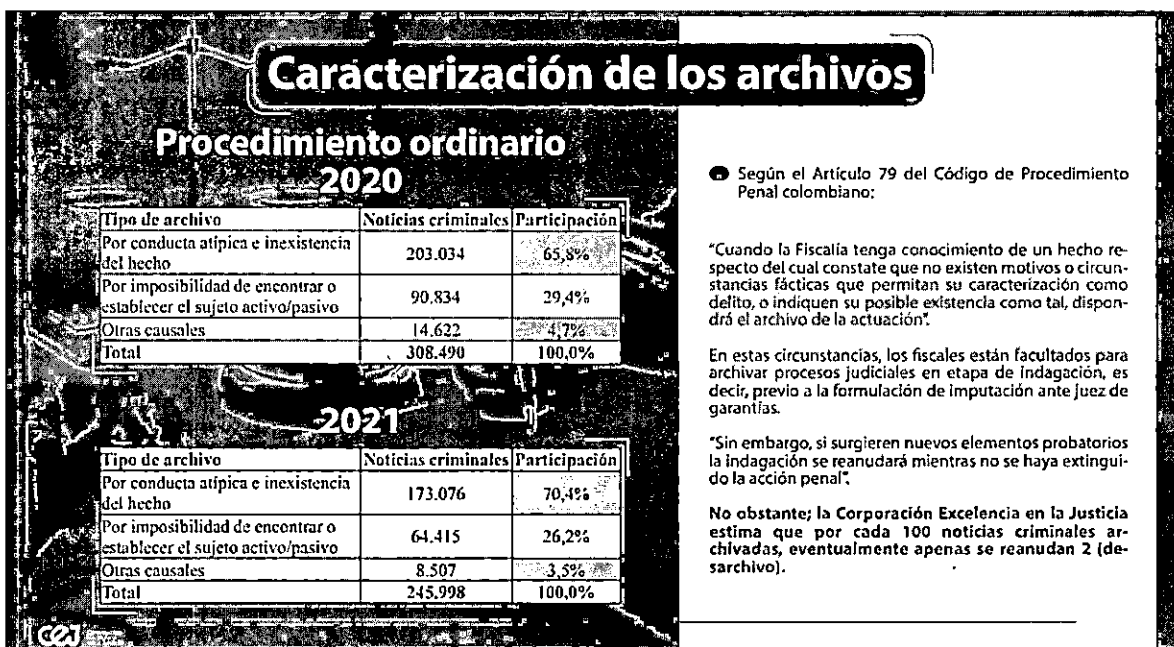 Caracterización de los archivos
Procedimiento ordinario
2020
Tipo de archivo Noticias criminales Participación
Por conducta atípica e inexistencia del hecho 203.034 65,8%
Por imposibilidad de encontrar o establecer el sujeto activo/pasivo 90.834 29,4%
Otras causales 14.622 4,7%
Total 308.490 100,0%
2021
Tipo de archivo Noticias criminales Participación
Por conducta atípica e inexistencia del hecho 173.076 70,4%
Por imposibilidad de encontrar o establecer el sujeto activo/pasivo 64.415 26,2%
Otras causales 8.507 3,5%
Total 245.998 100,0%
cej
Según el Artículo 79 del Código de Procedimiento
Penal colombiano:
"Cuando la Fiscalía tenga conocimiento de un hecho re-
specto del cual constate que no existen motivos o circun-
stancias fácticas que permitan su caracterización como
delito, o indiquen su posible existencia como tal, dispon-
drá el archivo de la actuación".
En estas circunstancias, los fiscales están facultados para
archivar procesos judiciales en etapa de indagación, es
decir, previo a la formulación de imputación ante juez de
garantías.
"Sin embargo, si surgieren nuevos elementos probatorios
la indagación se reanudará mientras no se haya extingui-
do la acción penal".
No obstante; la Corporación Excelencia en la Justicia
estima que por cada 100 noticias criminales ar-
chivadas, eventualmente apenas se reanudan 2 (de-
sarchivo).